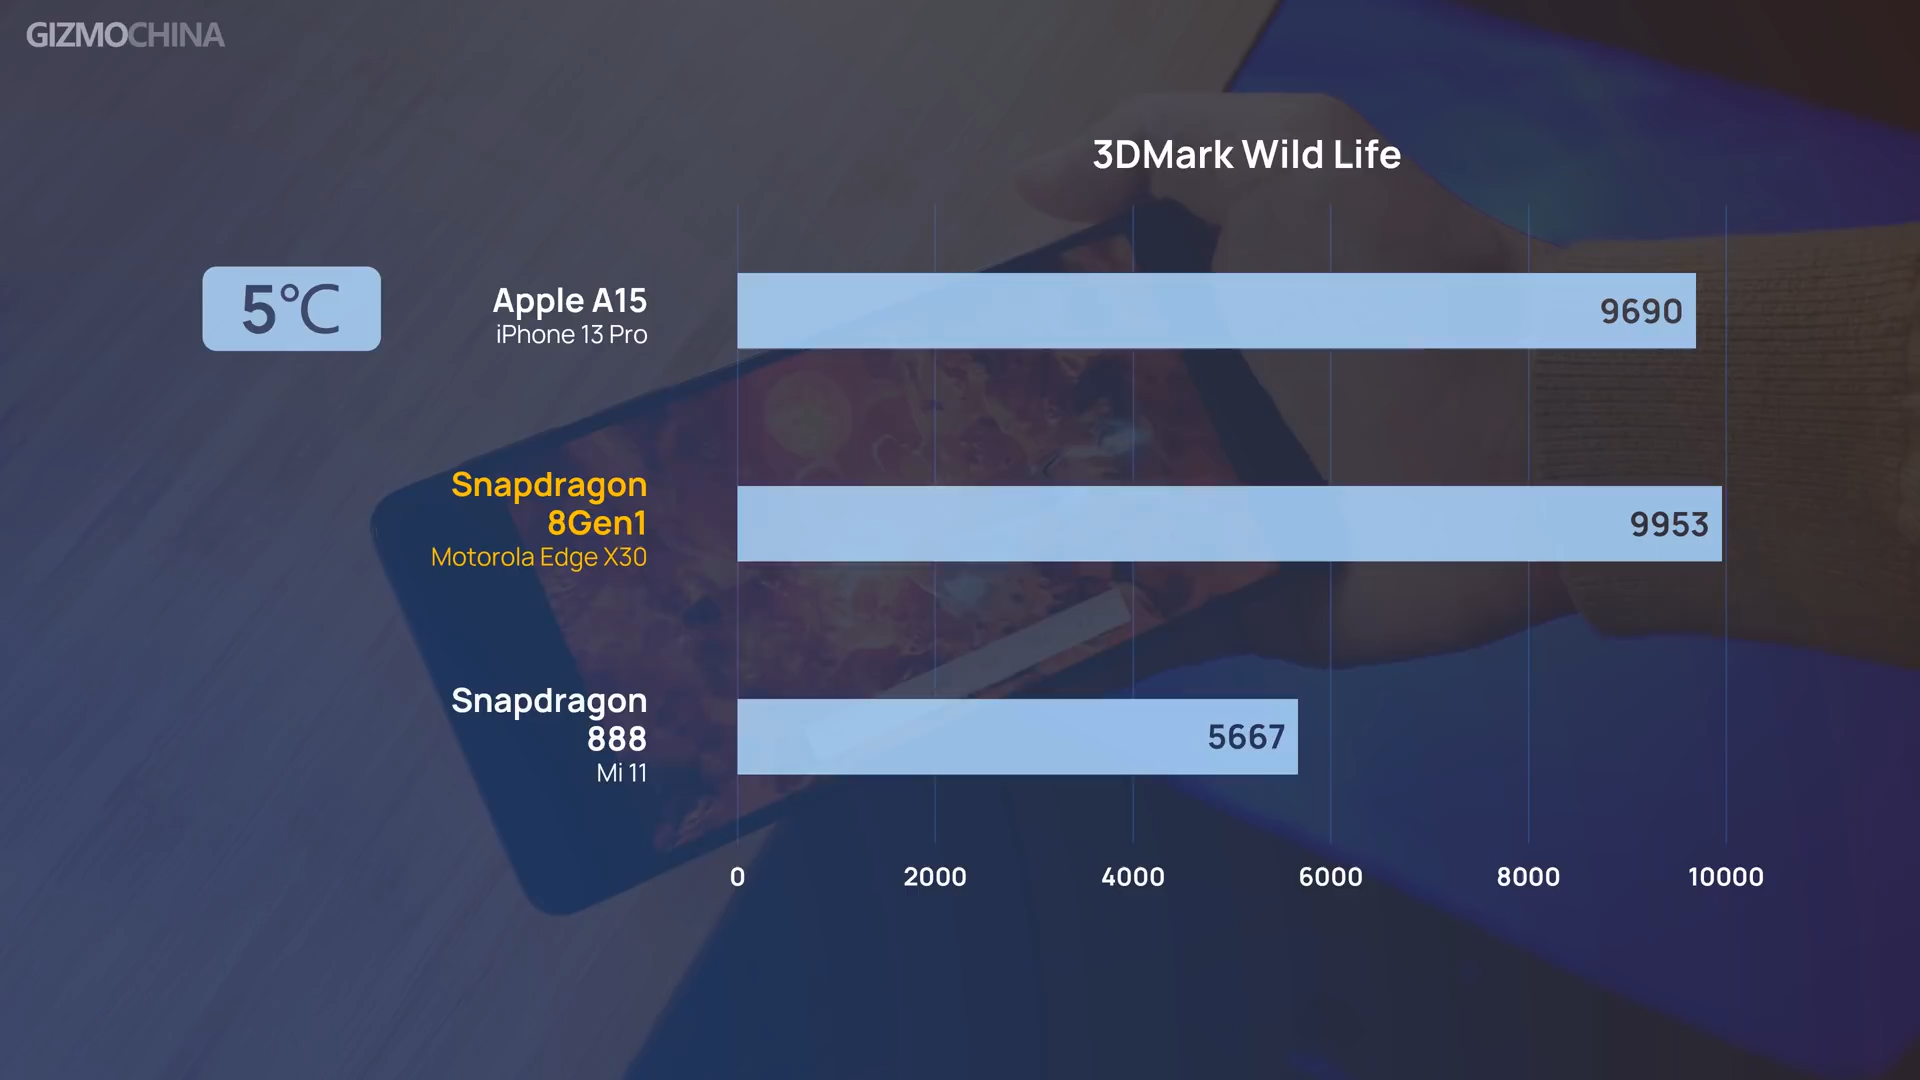 GIZMOCHINA
3DMark Wild Life
5°C
Apple A15
iPhone 13 Pro
9690
Snapdragon
8Gen1
Motorola Edge X30
9953
Snapdragon
888
Mi 11
5667
0 2000 4000 6000 8000 10000